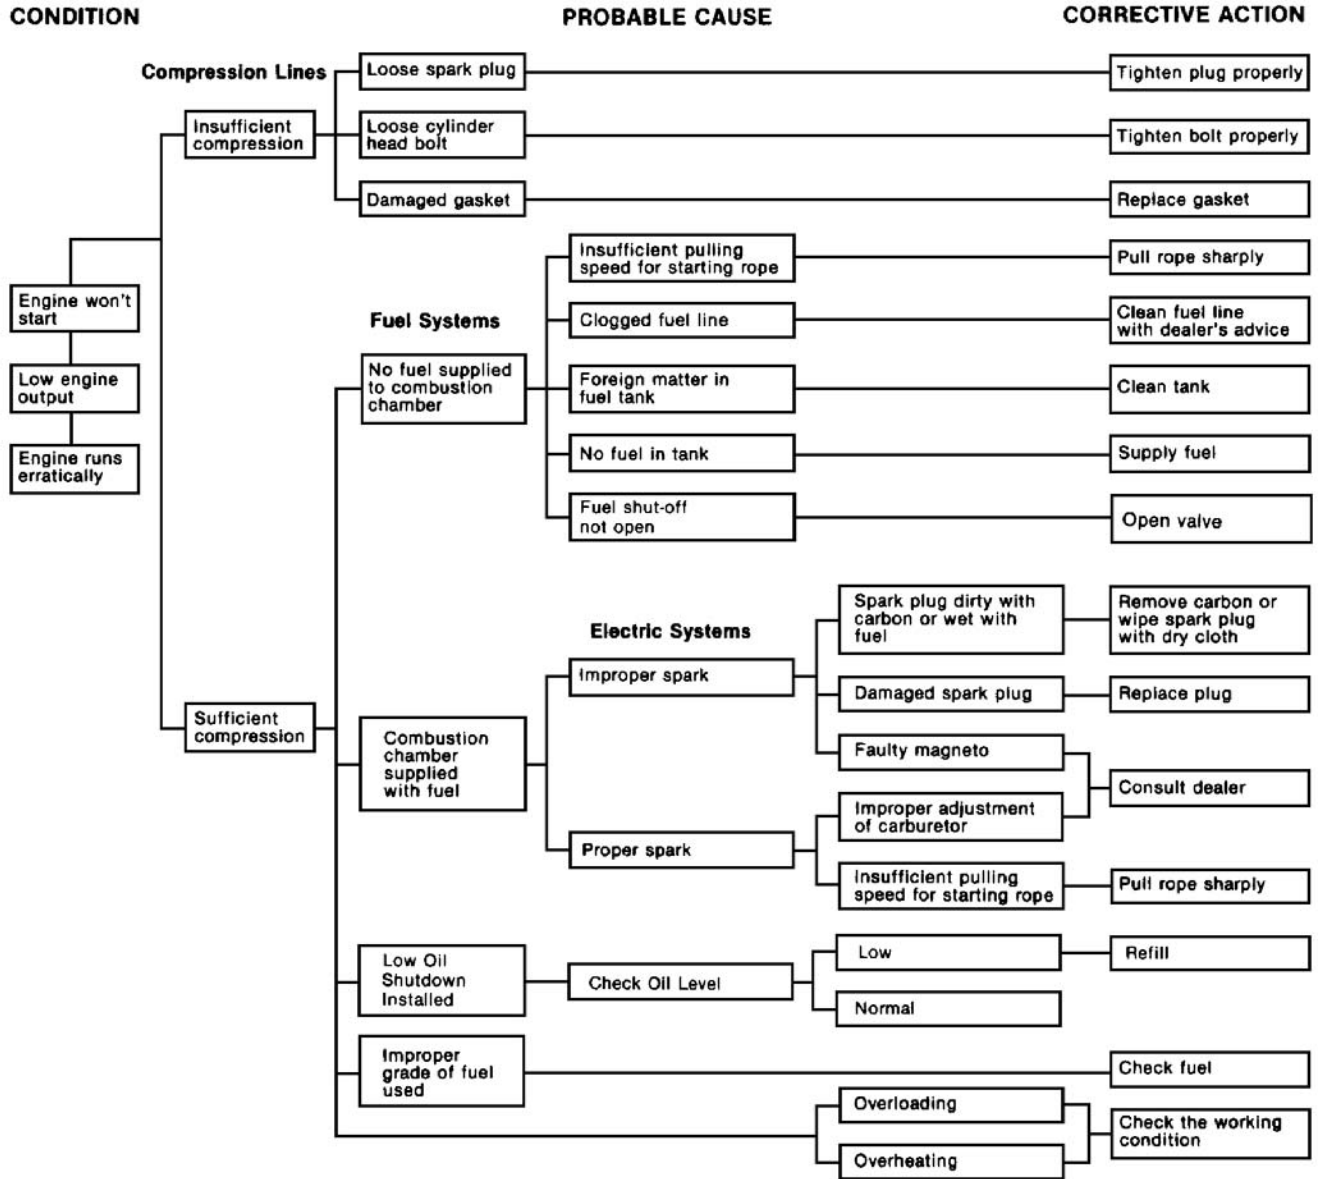 CONDITION
PROBABLE CAUSE
CORRECTIVE ACTION
Compression Lines
Loose spark plug
Tighten plug properly
Insufficient
compression
Loose cylinder
head bolt
Tighten bolt properly
Damaged gasket
Replace gasket
Engine won't
start
Low engine
output
Engine runs
erratically
Fuel Systems
No fuel supplied
to combustion
chamber
Insufficient pulling
speed for starting rope
Pull rope sharply
Clogged fuel line
Clean fuel line
with dealer's advice
Foreign matter in
fuel tank
Clean tank
No fuel in tank
Supply fuel
Fuel shut-off
not open
Open valve
Sufficient
compression
Electric Systems
Combustion
chamber
supplied
with fuel
Improper spark
Spark plug dirty with
carbon or wet with
fuel
Remove carbon or
wipe spark plug
with dry cloth
Damaged spark plug
Replace plug
Faulty magneto
Consult dealer
Proper spark
Improper adjustment
of carburetor
Insufficient pulling
speed for starting rope
Pull rope sharply
Low Oil
Shutdown
Installed
Check Oil Level
Low
Refill
Normal
Improper
grade of fuel
used
Check fuel
Overloading
Overheating
Check the working
condition